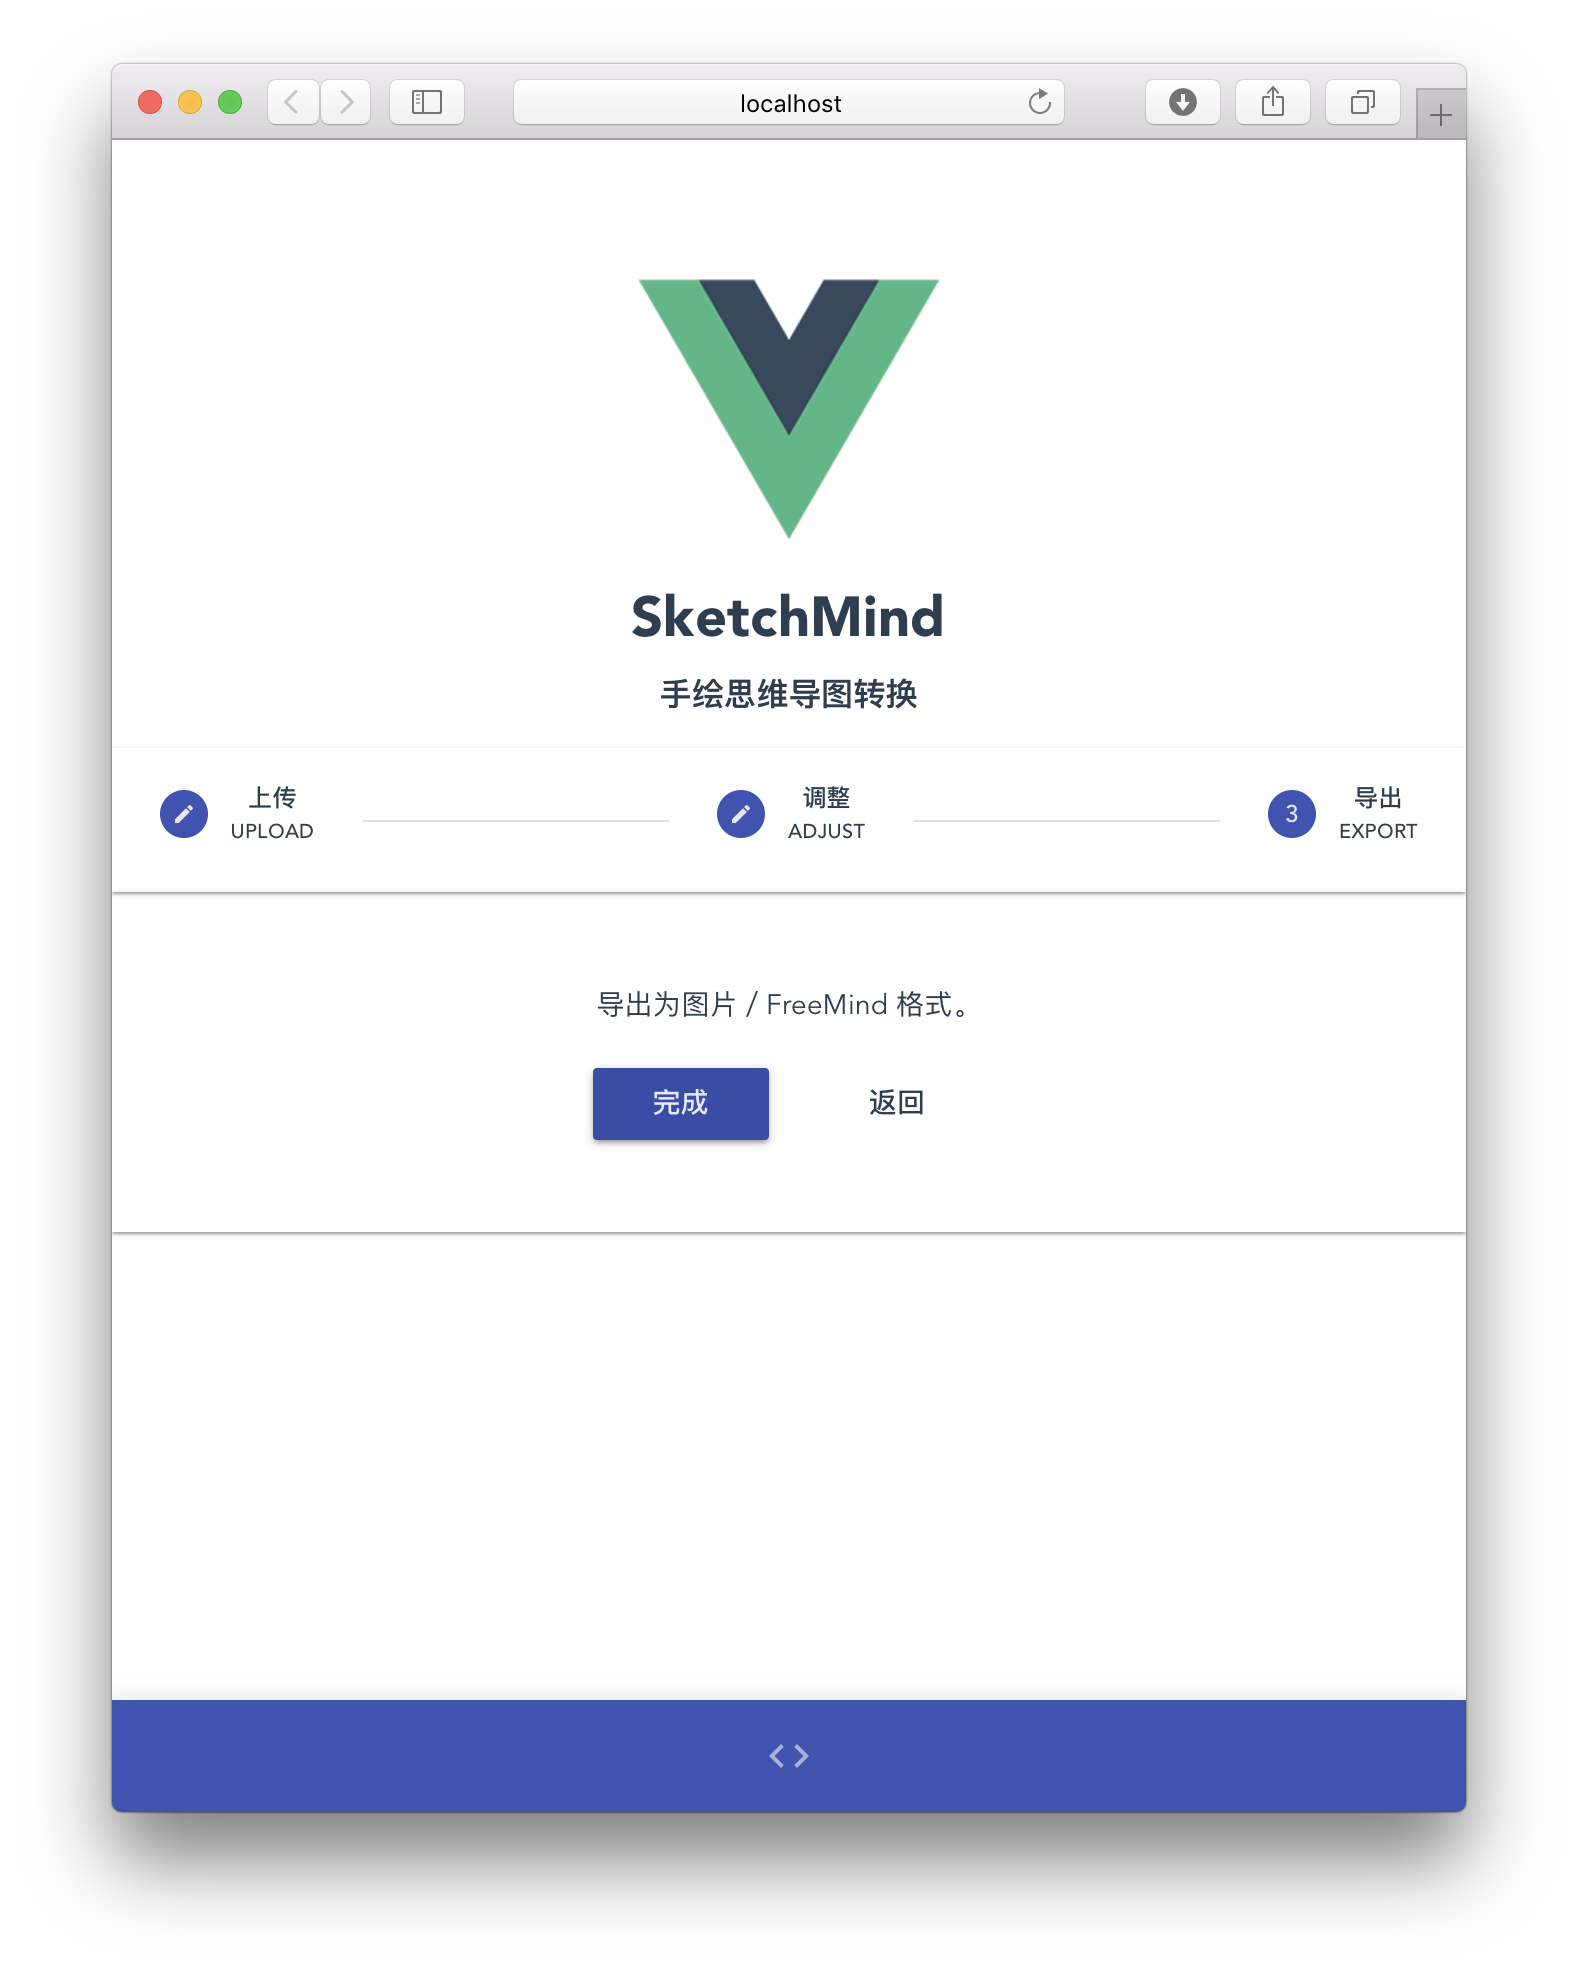 localhost
SketchMind
手绘思维导图转换
上传
UPLOAD
调整
ADJUST
3
导出
EXPORT
导出为图片 / FreeMind 格式。
完成
返回